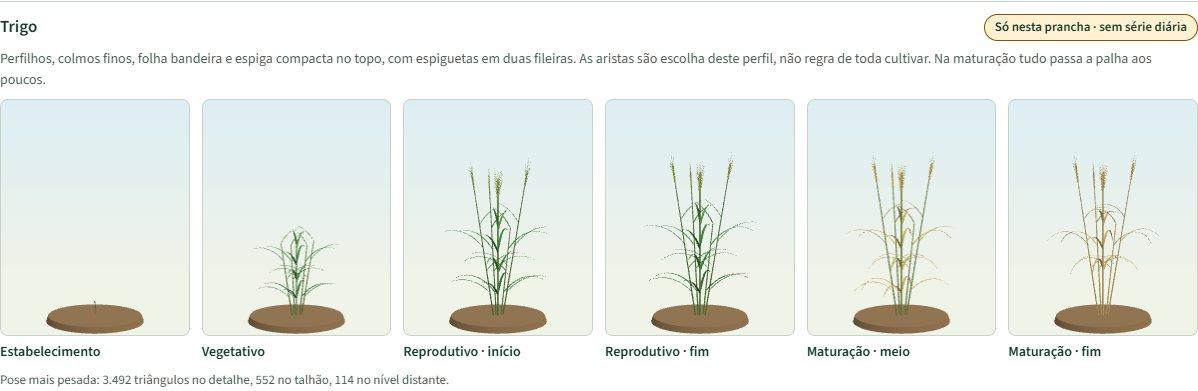 Trigo
Só nesta prancha · sem série diária
Perfilhos, colmos finos, folha bandeira e espiga compacta no topo, com espiguetas em duas fileiras. As aristas são escolha deste perfil, não regra de toda cultivar. Na maturação tudo passa a palha aos
poucos.
Estabelecimento
Vegetativo
Reprodutivo · início
Reprodutivo · fim
Maturação · meio
Maturação · fim
Pose mais pesada: 3.492 triângulos no detalhe, 552 no talhão, 114 no nível distante.